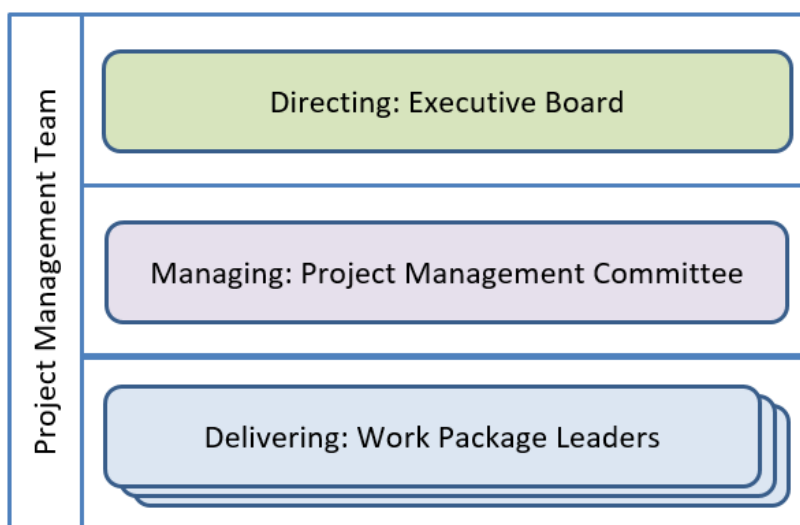 Project Management Team
Directing: Executive Board
Managing: Project Management Committee
Delivering: Work Package Leaders